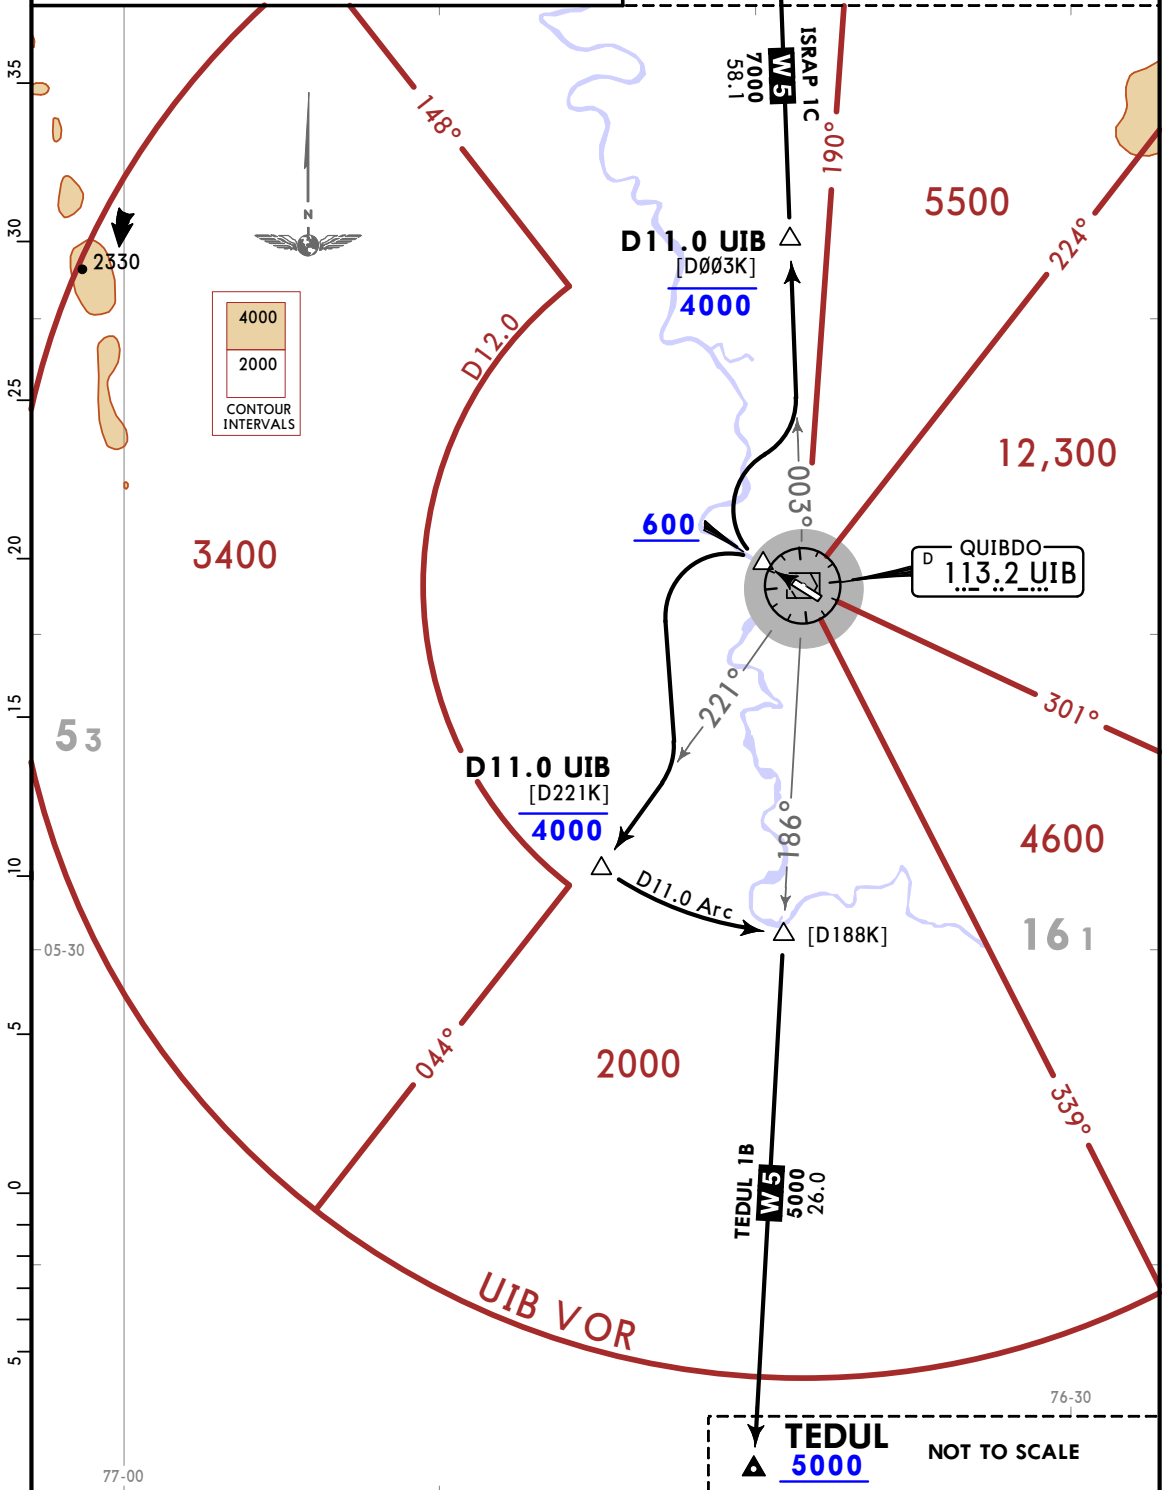 ISRAP 1C
W 5
7000
58.1
35
148°
190°
5500
N
30
2330
224°
D11.0 UIB
[DØØ3K]
4000
4000
2000
CONTOUR
INTERVALS
D12.0
25
12,300
003°
600
3400
20
QUIBDO
D
113.2 UIB
221°
301°
15
5 3
D11.0 UIB
[D221K]
4000
186°
4600
10
D11.0 Arc
[D188K]
16 1
05-30
5
044°
2000
339°
TEDUL 1B
W 5
5000
26.0
0
UIB VOR
5
76-30
TEDUL
5000
NOT TO SCALE
77-00